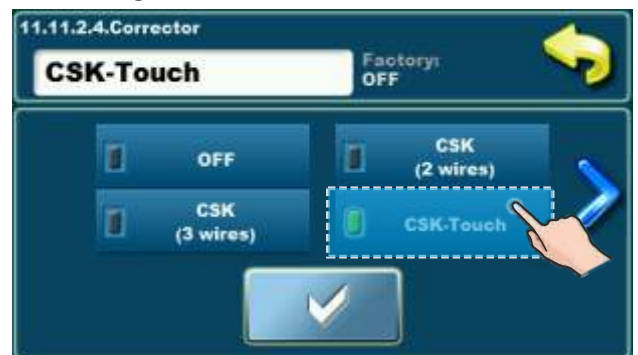 11.11.2.4.Corrector
CSK-Touch
Factory:
OFF
OFF
CSK
(2 wires)
CSK
(3 wires)
CSK-Touch